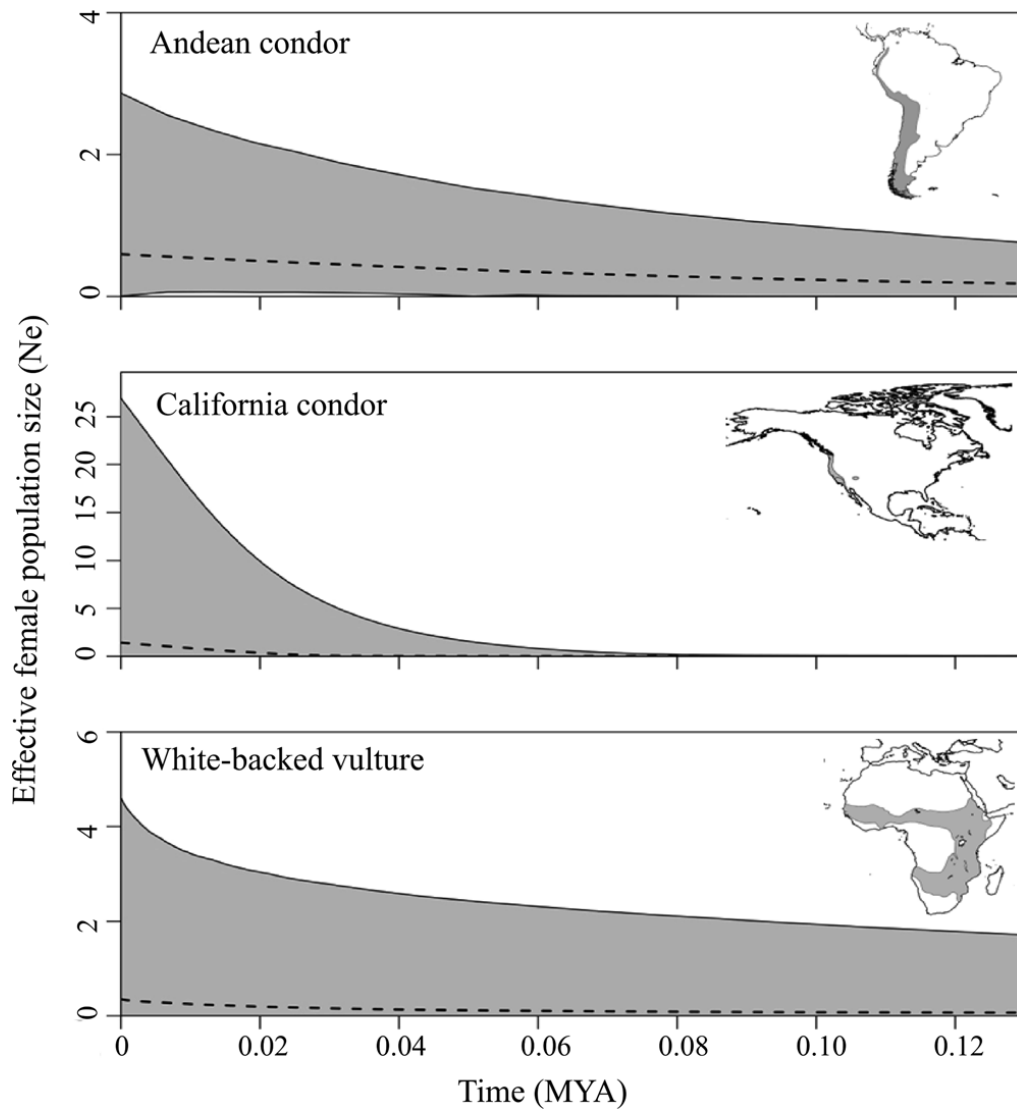 Effective female population size (Ne)
Andean condor
4
2
0
California condor
25
20
15
10
5
0
White-backed vulture
6
4
2
0
0 0.02 0.04 0.06 0.08 0.10 0.12
Time (MYA)